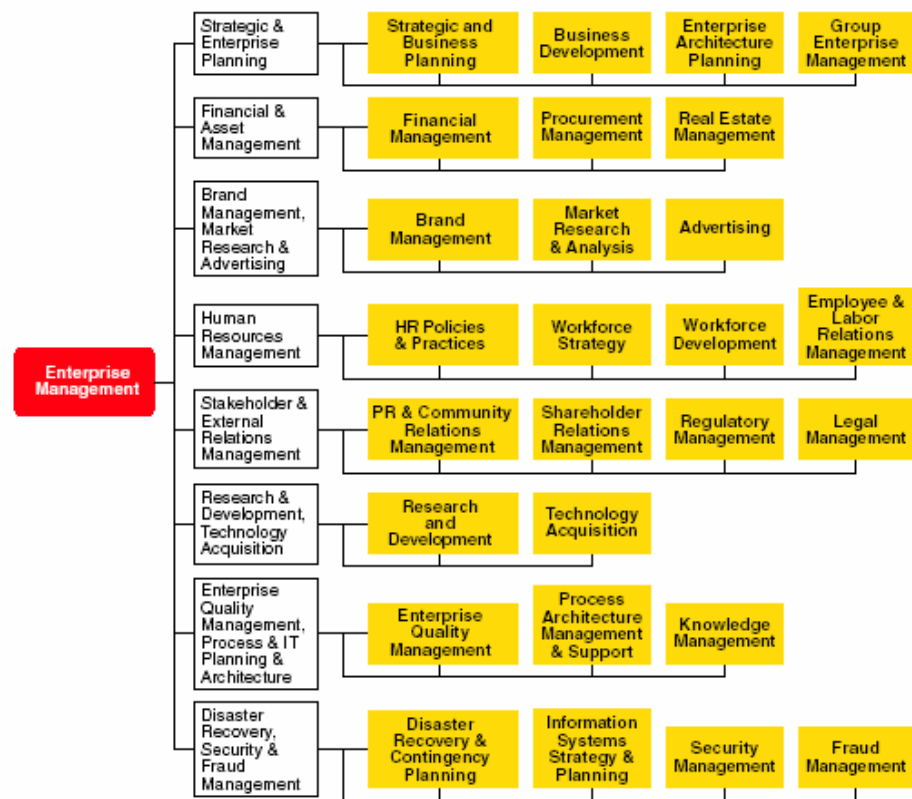 Strategic &
Enterprise
Planning
Strategic and
Business
Planning
Business
Development
Enterprise
Architecture
Planning
Group
Enterprise
Management
Financial &
Asset
Management
Financial
Management
Procurement
Management
Real Estate
Management
Brand
Management,
Market
Research &
Advertising
Brand
Management
Market
Research
& Analysis
Advertising
Human
Resources
Management
HR Policies
& Practices
Workforce
Strategy
Workforce
Development
Employee &
Labor
Relations
Management
Enterprise
Management
Stakeholder &
External
Relations
Management
PR & Community
Relations
Management
Shareholder
Relations
Management
Regulatory
Management
Legal
Management
Research &
Development,
Technology
Acquisition
Research
and
Development
Technology
Acquisition
Enterprise
Quality
Management,
Process & IT
Planning &
Architecture
Enterprise
Quality
Management
Process
Architecture
Management
& Support
Knowledge
Management
Disaster
Recovery,
Security &
Fraud
Management
Disaster
Recovery &
Contingency
Planning
Information
Systems
Strategy &
Planning
Security
Management
Fraud
Management